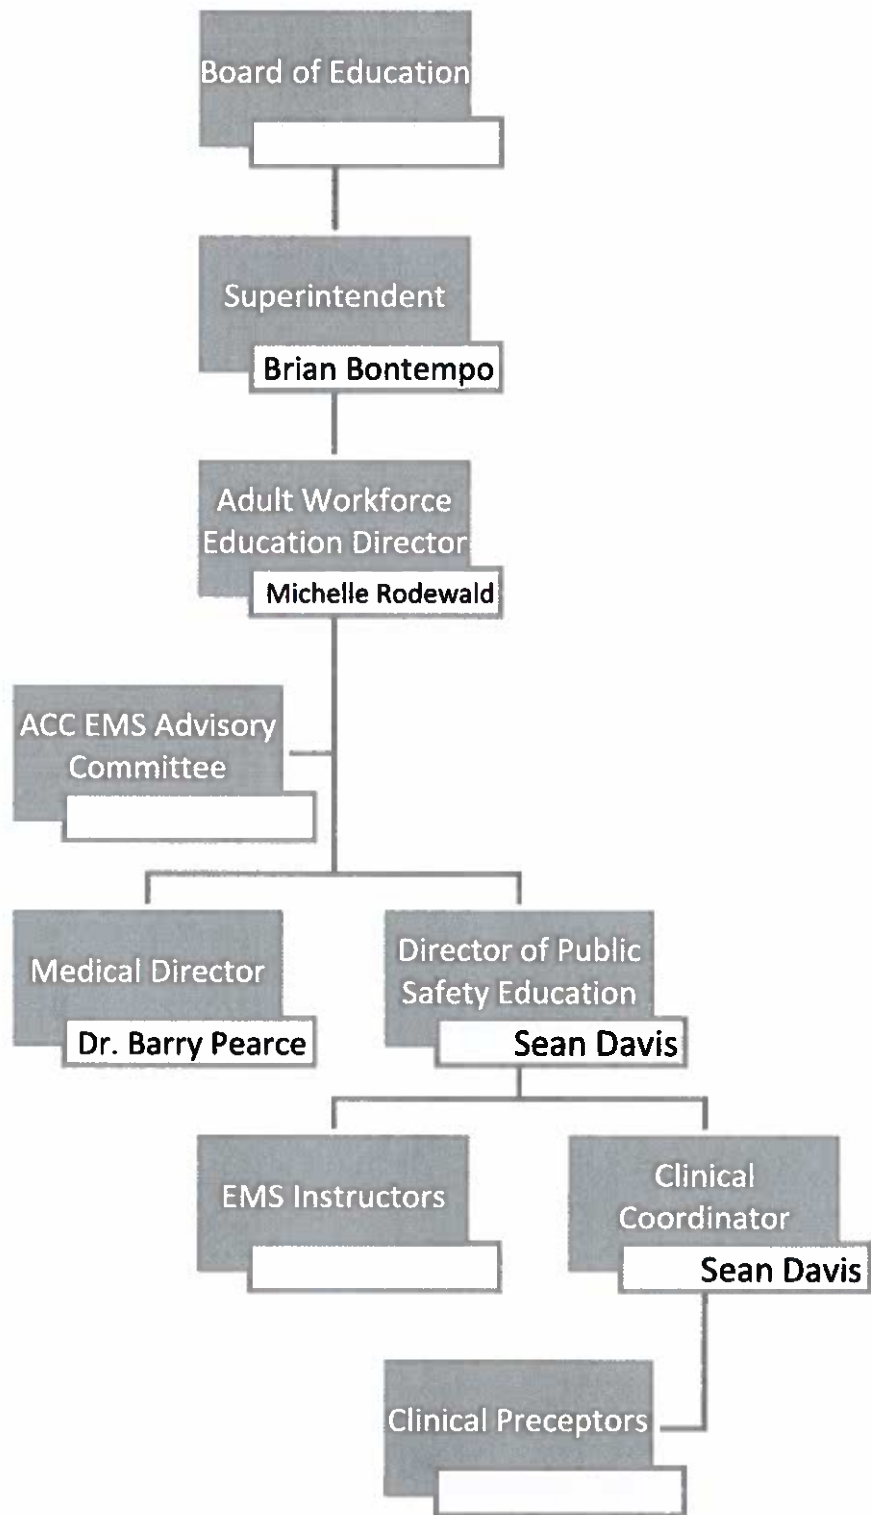 Board of Education
Superintendent
Brian Bontempo
Adult Workforce
Education Director
Michelle Rodewald
ACC EMS Advisory
Committee
Medical Director
Dr. Barry Pearce
Director of Public
Safety Education
Sean Davis
EMS Instructors
Clinical
Coordinator
Sean Davis
Clinical Preceptors